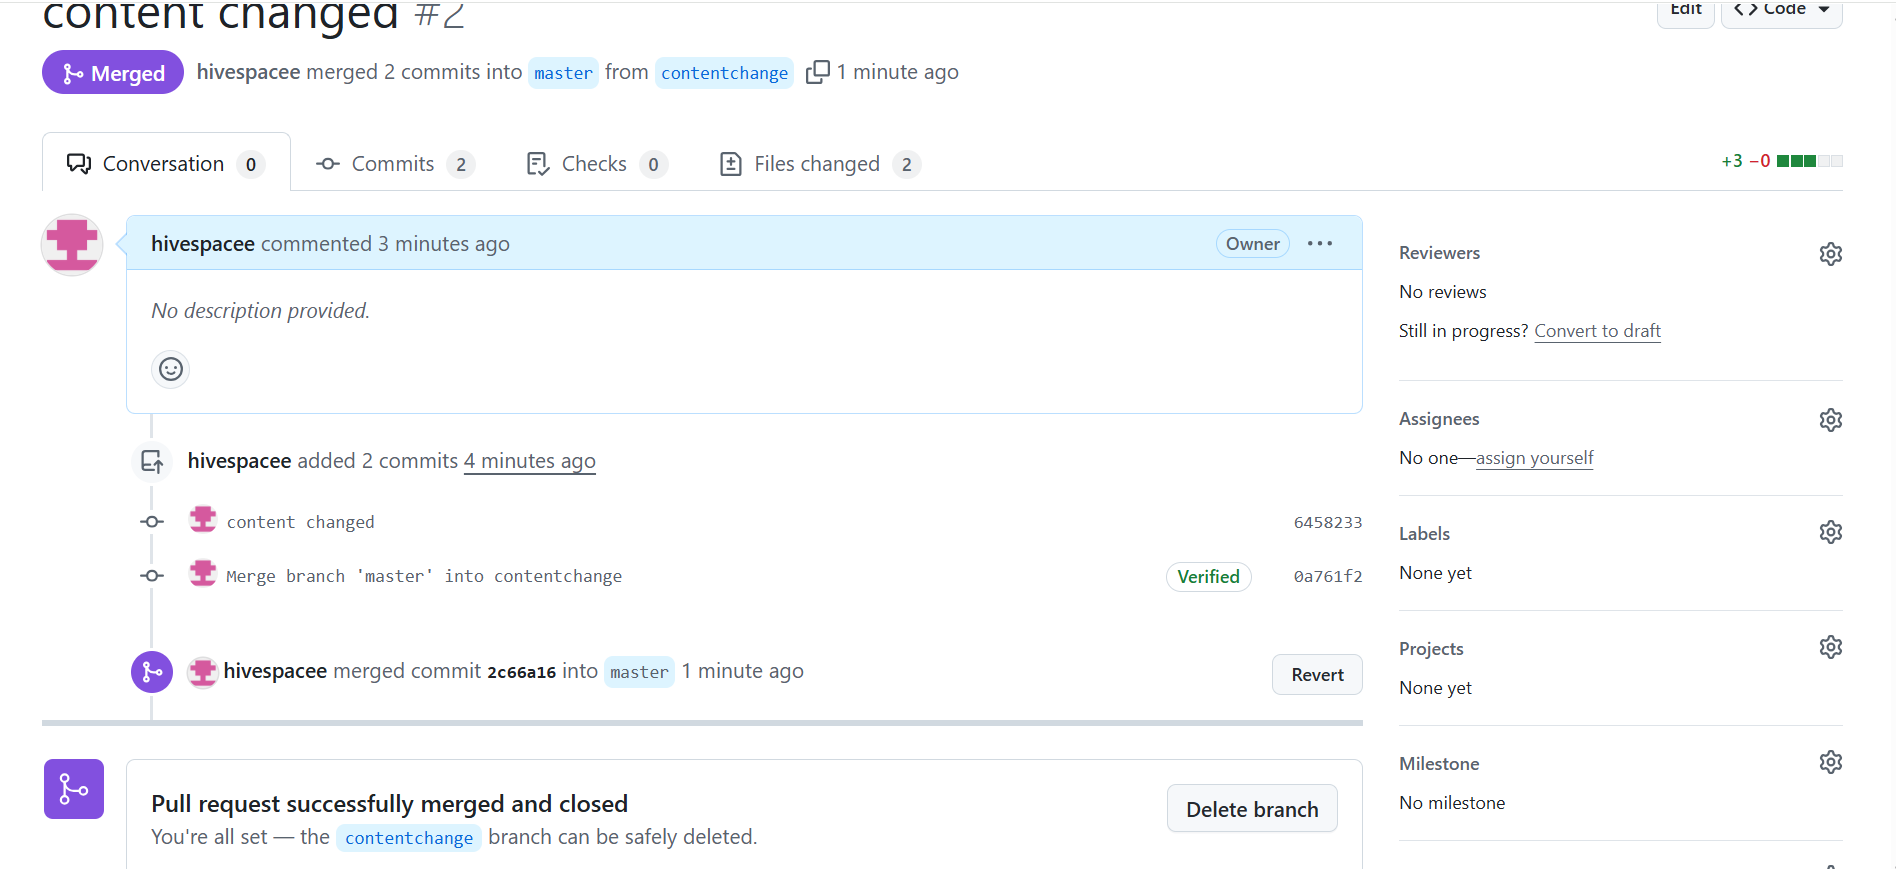 content changed #2
Edit
Code
Merged
hivespacee merged 2 commits into master from contentchange 1 minute ago
Conversation 0
Commits 2
Checks 0
Files changed 2
+3 −0
hivespacee commented 3 minutes ago
Owner
No description provided.
hivespacee added 2 commits 4 minutes ago
content changed
6458233
Merge branch 'master' into contentchange
Verified
0a761f2
hivespacee merged commit 2c66a16 into master 1 minute ago
Revert
Pull request successfully merged and closed
You're all set — the contentchange branch can be safely deleted.
Delete branch
Reviewers
No reviews
Still in progress? Convert to draft
Assignees
No one—assign yourself
Labels
None yet
Projects
None yet
Milestone
No milestone